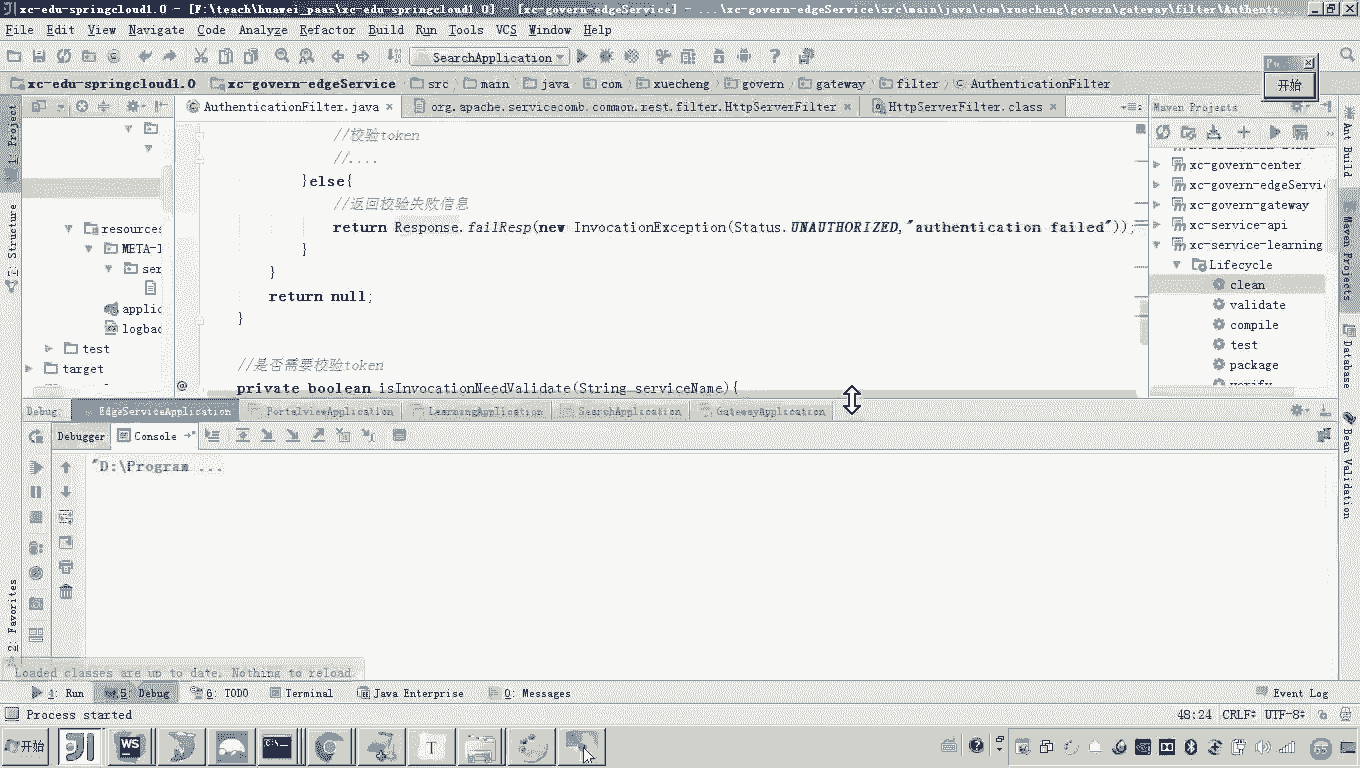 xc-edu-springcloud1.0 - [F:\teach\huawei_paas\xc-edu-springcloud1.0] - [xc-govern-edgeService] - ...\xc-govern-edgeService\src\main\java\com\xuecheng\govern\gateway\filter\Authentic
File Edit View Navigate Code Analyze Refactor Build Run Tools VCS Window Help
SearchApplication
开始
xc-edu-springcloud1.0 xc-govern-edgeService src main java com xuecheng govern gateway filter AuthenticationFilter
AuthenticationFilter.java org.apache.servicecomb.common.rest.filter.HttpServerFilter HttpServerFilter.class Maven Projects
1: Project
Structure
2: Favorites
resources
META-I
ser
applic
logbac
test
target
//校验token
//....
}else{
//返回校验失败信息
return Response.failResp(new InvocationException(Status.UNAUTHORIZED,"authentication failed"));
}
}
return null;
}
//是否需要校验token
private boolean isInvocationNeedValidate(String serviceName){
xc-govern-center
xc-govern-edgeServi
xc-govern-gateway
xc-service-api
xc-service-learning
Lifecycle
clean
validate
compile
test
package
verify
Ant Build
Maven Projects
Database
Bean Validation
Debug EdgeServiceApplication PortalviewApplication LearningApplication SearchApplication GatewayApplication
Debugger Console
"D:\Program ...
Loaded classes are up to date. Nothing to reload
4: Run 5: Debug 6: TODO Terminal Java Enterprise 0: Messages Event Log
Process started 48:24 CRLF UTF-8
开始 WS T 65